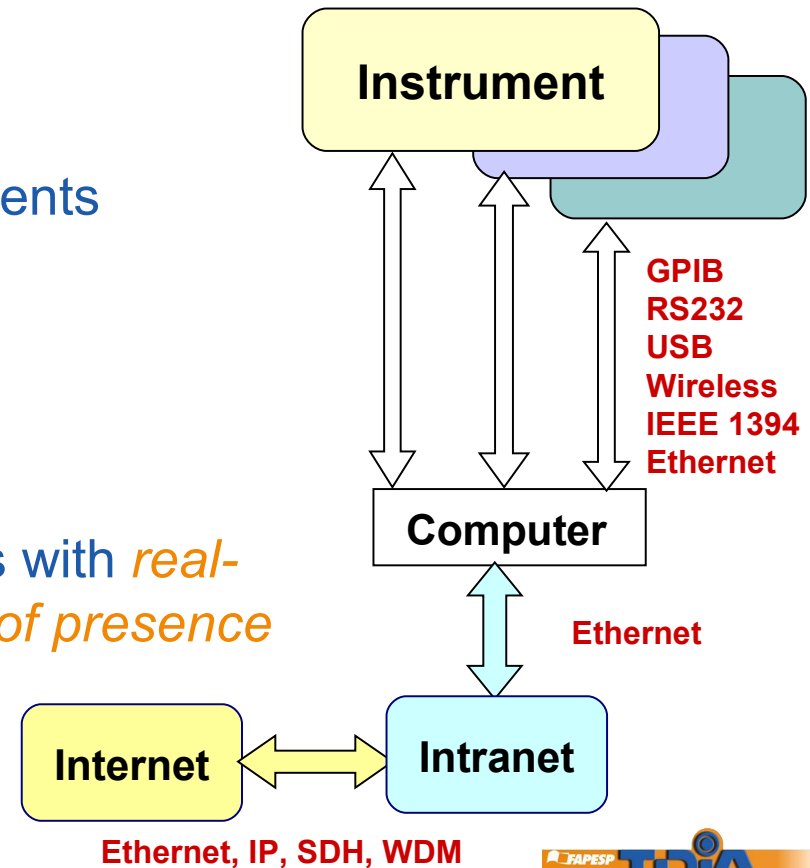 Instrument
ents
GPIB
RS232
USB
Wireless
IEEE 1394
Ethernet
Computer
s with real-
of presence
Ethernet
Internet
Intranet
Ethernet, IP, SDH, WDM
FAPESP